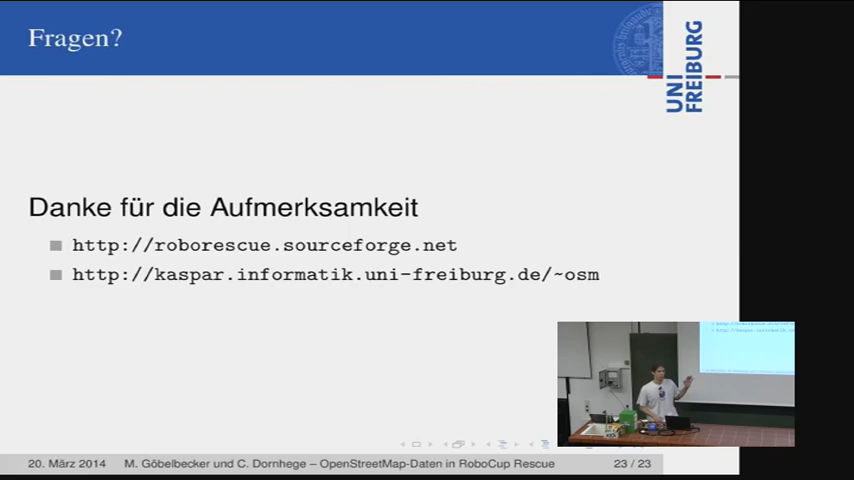 Fragen?
UNI
FREIBURG
Danke für die Aufmerksamkeit
http://roborescue.sourceforge.net
http://kaspar.informatik.uni-freiburg.de/~osm
20. März 2014 M. Göbelbecker und C. Dornhege – OpenStreetMap-Daten in RoboCup Rescue 23 / 23